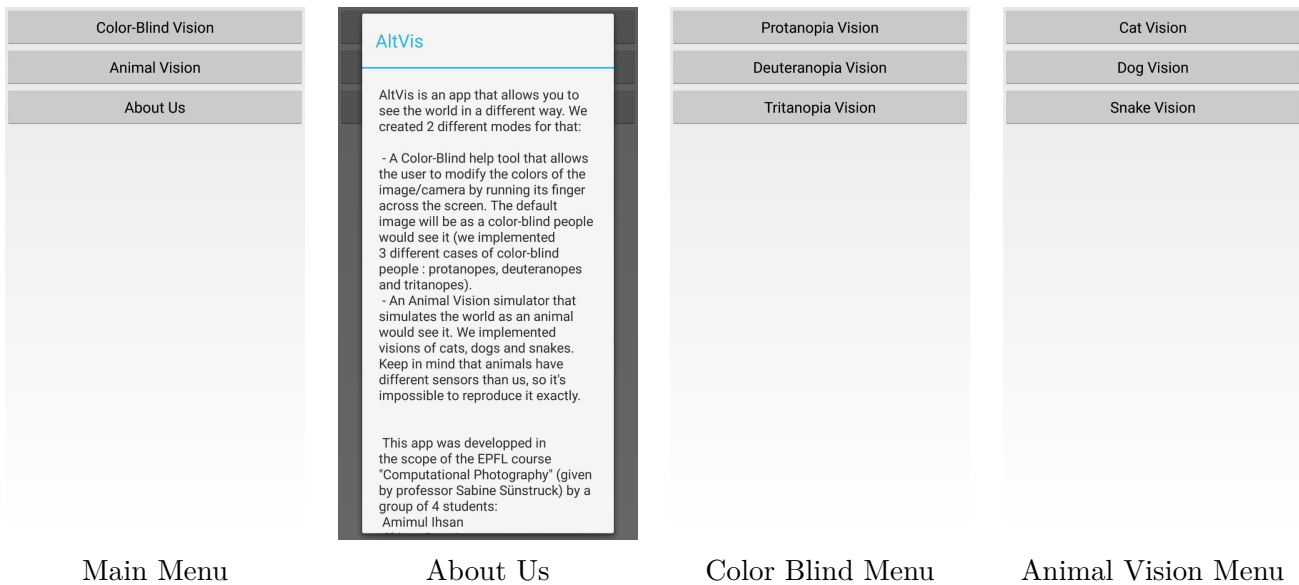 Color-Blind Vision
Animal Vision
About Us
Main Menu
AltVis
AltVis is an app that allows you to
see the world in a different way. We
created 2 different modes for that:
- A Color-Blind help tool that allows
the user to modify the colors of the
image/camera by running its finger
across the screen. The default
image will be as a color-blind people
would see it (we implemented
3 different cases of color-blind
people : protanopes, deuteranopes
and tritanopes).
- An Animal Vision simulator that
simulates the world as an animal
would see it. We implemented
visions of cats, dogs and snakes.
Keep in mind that animals have
different sensors than us, so it's
impossible to reproduce it exactly.
This app was developped in
the scope of the EPFL course
"Computational Photography" (given
by professor Sabine Sünstruck) by a
group of 4 students:
Amimul Ihsan
About Us
Protanopia Vision
Deuteranopia Vision
Tritanopia Vision
Color Blind Menu
Cat Vision
Dog Vision
Snake Vision
Animal Vision Menu